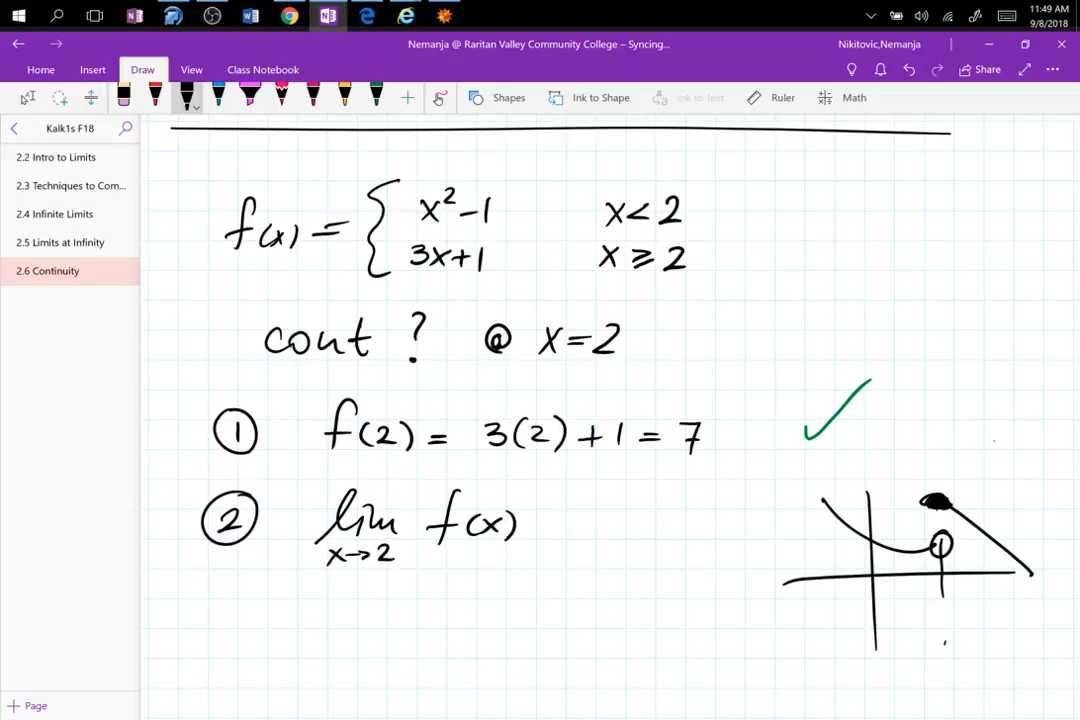 11:49 AM
9/8/2018
Nemanja @ Raritan Valley Community College – Syncing...
Nikitovic,Nemanja
Home Insert Draw View Class Notebook
Share
Shapes Ink to Shape Ink to Text Ruler Math
Kalk1s F18
2.2 Intro to Limits
2.3 Techniques to Com...
2.4 Infinite Limits
2.5 Limits at Infinity
2.6 Continuity
f(x) = { x² - 1 x < 2
3x + 1 x ≥ 2
cont ? @ x = 2
① f(2) = 3(2) + 1 = 7 ✓
② lim f(x)
x → 2
+ Page